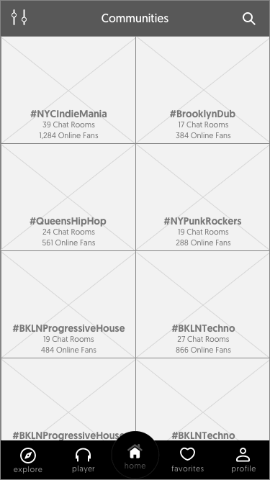 Communities
#NYCIndieMania
39 Chat Rooms
1,284 Online Fans
#BrooklynDub
17 Chat Rooms
384 Online Fans
#QueensHipHop
24 Chat Rooms
561 Online Fans
#NYPunkRockers
19 Chat Rooms
288 Online Fans
#BKLNProgressiveHouse
19 Chat Rooms
484 Online Fans
#BKLNTechno
27 Chat Rooms
866 Online Fans
#BKLNProgressiveHouse
#BKLNTechno
explore
player
home
favorites
profile